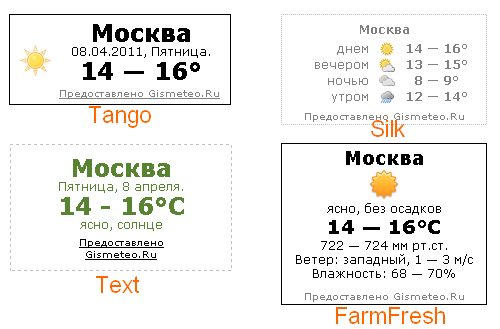 Москва
08.04.2011, Пятница.
14 — 16°
Предоставлено Gismeteo.Ru
Tango
Москва
днем 14 — 16°
вечером 13 — 15°
ночью 8 — 9°
утром 12 — 14°
Предоставлено Gismeteo.Ru
Silk
Москва
Пятница, 8 апреля.
14 - 16°C
ясно, солнце
Предоставлено
Gismeteo.Ru
Text
Москва
ясно, без осадков
14 — 16°C
722 — 724 мм рт.ст.
Ветер: западный, 1 — 3 м/с
Влажность: 68 — 70%
Предоставлено Gismeteo.Ru
FarmFresh